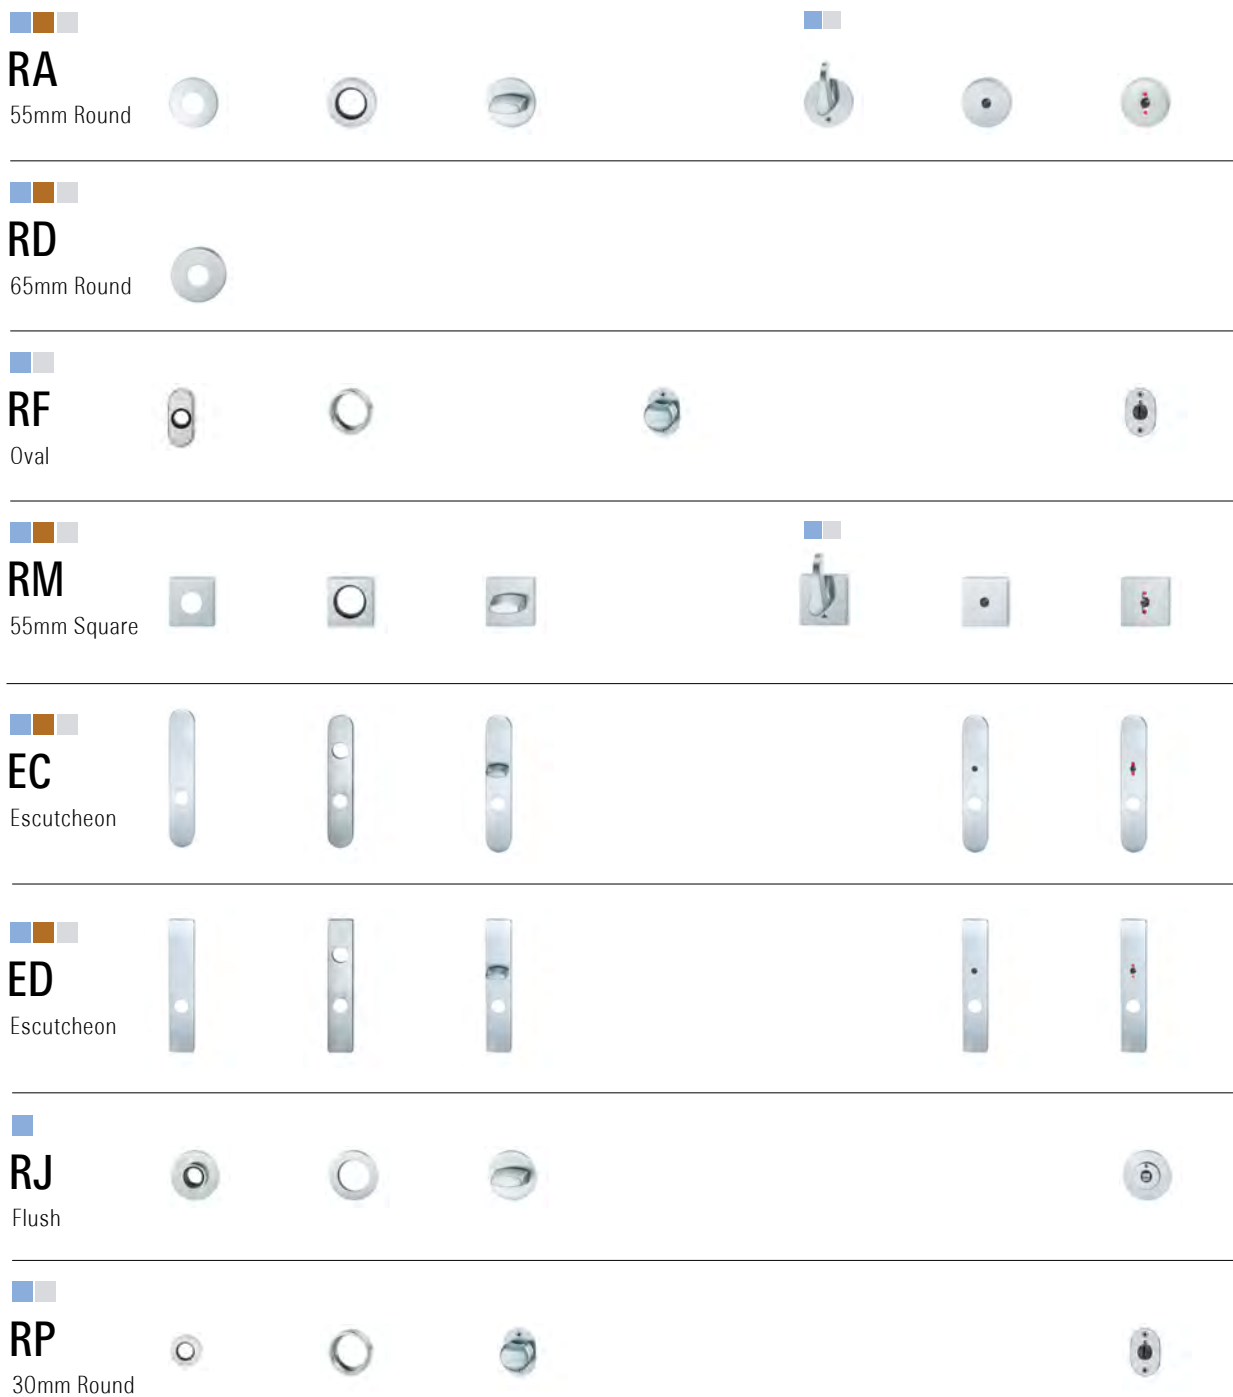 RA
55mm Round
RD
65mm Round
RF
Oval
RM
55mm Square
EC
Escutcheon
ED
Escutcheon
RJ
Flush
RP
30mm Round